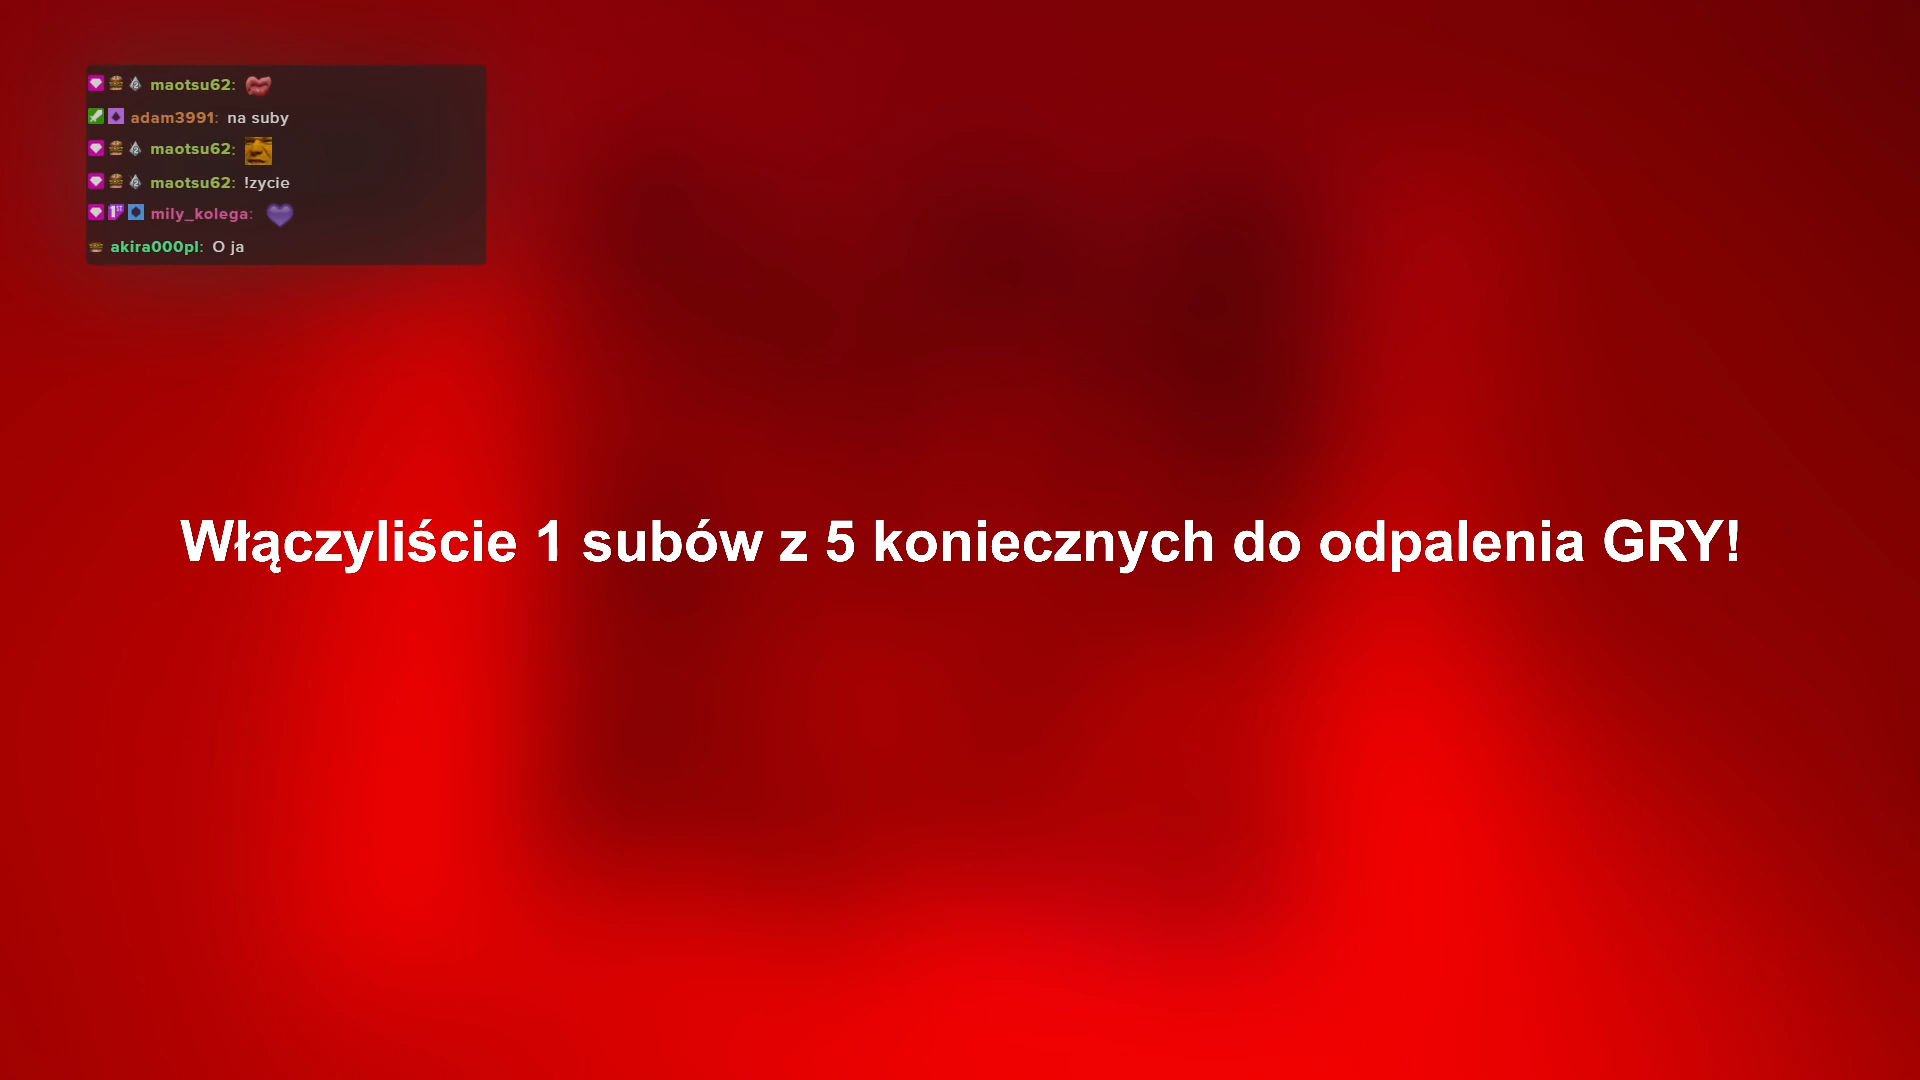 maotsu62:
adam3991: na suby
maotsu62:
maotsu62: !zycie
mily_kolega:
akira000pl: O ja
Włączyliście 1 subów z 5 koniecznych do odpalenia GRY!